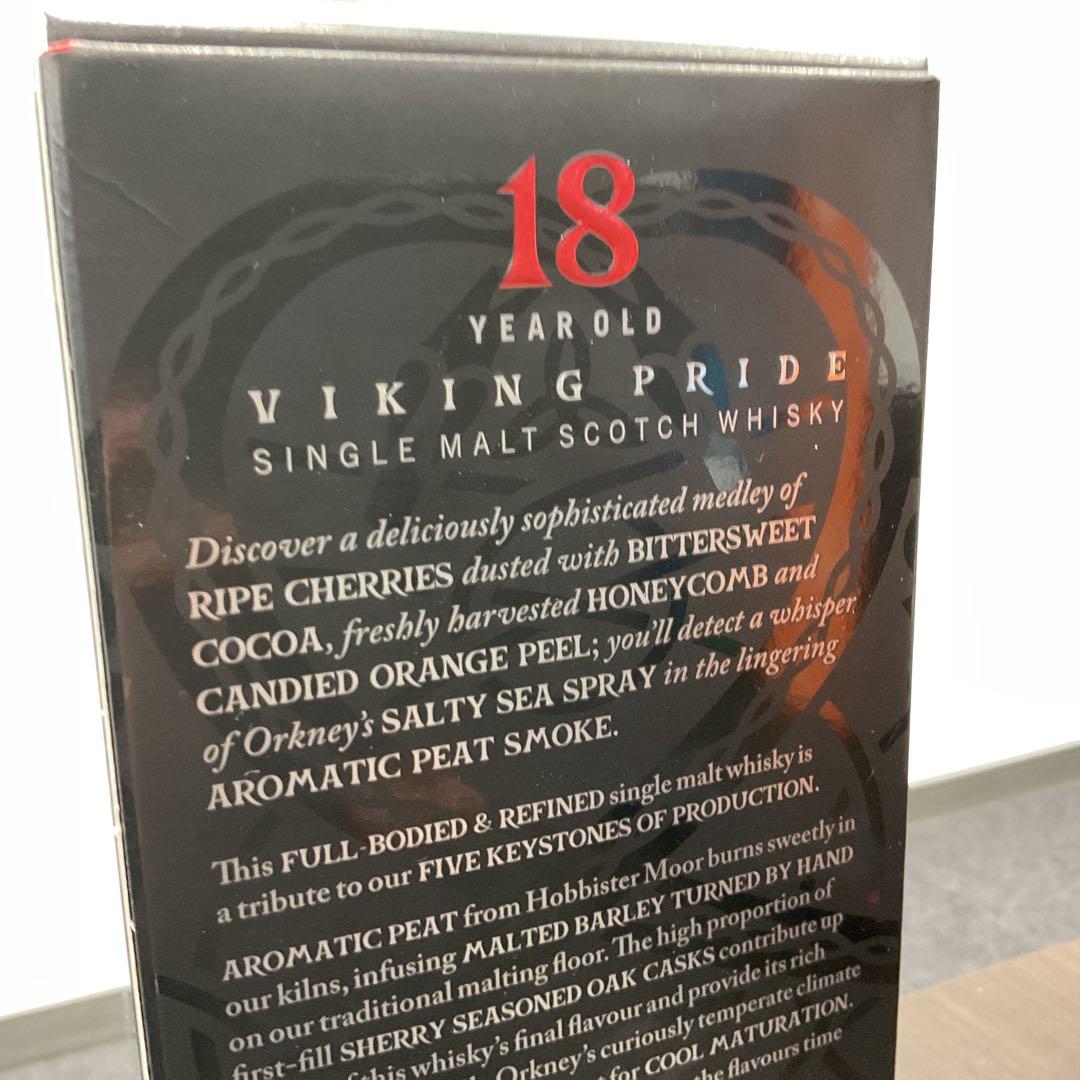 18
YEAR OLD
VIKING PRIDE
SINGLE MALT SCOTCH WHISKY
Discover a deliciously sophisticated medley of
RIPE CHERRIES dusted with BITTERSWEET
COCOA, freshly harvested HONEYCOMB and
CANDIED ORANGE PEEL; you'll detect a whisper
of Orkney's SALTY SEA SPRAY in the lingering
AROMATIC PEAT SMOKE.
This FULL-BODIED & REFINED single malt whisky is
a tribute to our FIVE KEYSTONES OF PRODUCTION.
AROMATIC PEAT from Hobbister Moor burns sweetly in
our kilns, infusing MALTED BARLEY TURNED BY HAND
on our traditional malting floor. The high proportion of
first-fill SHERRY SEASONED OAK CASKS contribute up
of this whisky's final flavour and provide its rich
Orkney's curiously temperate climate
for COOL MATURATION.
the flavours time